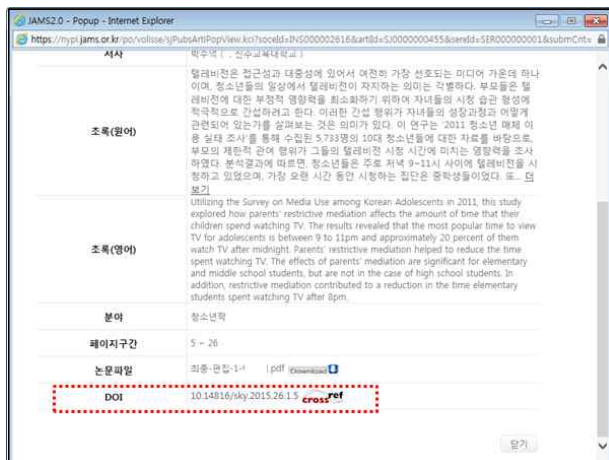 JAMS2.0 - Popup - Internet Explorer
https://nypi.jams.or.kr/po/volisse/sjPubsArtiPopView.kci?soceId=INS000002616&artiId=SJ0000000455&sereId=SER000000001&submCnt=
저자
텔레비전은 접근성과 대중성에 있어서 여전히 가장 선호되는 미디어 가운데 하나
이며, 청소년들의 일상에서 텔레비전이 차지하는 의미는 각별하다. 부모들은 텔
레비전에 대한 부정적 영향력을 최소화하기 위하여 자녀들의 시청 습관 형성에
적극적으로 간섭하려고 한다. 이러한 간섭 행위가 자녀들의 성장과정과 어떻게
관련되어 있는가를 살펴보는 것은 의미가 있다. 이 연구는 '2011 청소년 매체 이
용 실태 조사'를 통해 수집된 5,733명의 10대 청소년들에 대한 자료를 바탕으로,
부모의 제한적 관여 행위가 그들의 텔레비전 시청 시간에 미치는 영향력을 조사
하였다. 분석결과에 따르면, 청소년들은 주로 저녁 9~11시 사이에 텔레비전을 시
청하고 있었으며, 가장 오랜 시간 동안 시청하는 집단은 중학생들이었다. 또... 더
보기
초록(원어)
Utilizing the Survey on Media Use among Korean Adolescents in 2011, this study
explored how parents' restrictive mediation affects the amount of time that their
children spend watching TV. The results revealed that the most popular time to view
TV for adolescents is between 9 to 11pm and approximately 20 percent of them
watch TV after midnight. Parents' restrictive mediation helped to reduce the time
spent watching TV. The effects of parents' mediation are significant for elementary
and middle school students, but are not in the case of high school students. In
addition, restrictive mediation contributed to a reduction in the time elementary
students spent watching TV after 8pm.
초록(영어)
분야 청소년학
페이지구간 5 ~ 26
논문파일 최종-편집-1- .pdf Download
DOI 10.14816/sky.2015.26.1.5 crossref
닫기